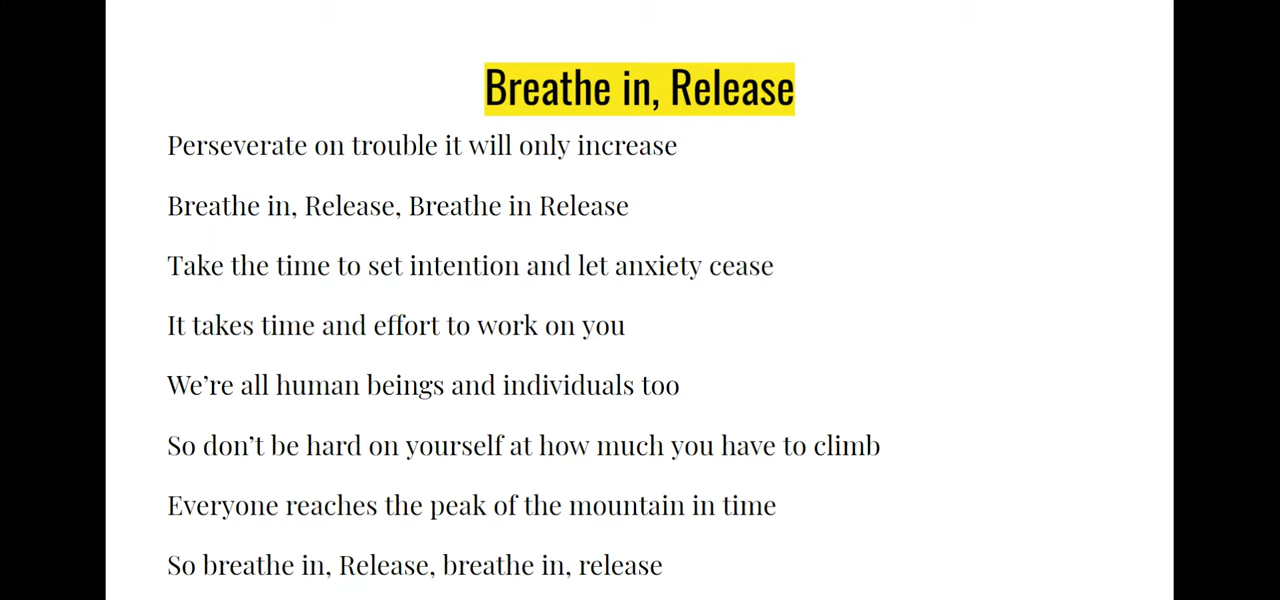 Breathe in, Release
Perseverate on trouble it will only increase
Breathe in, Release, Breathe in Release
Take the time to set intention and let anxiety cease
It takes time and effort to work on you
We’re all human beings and individuals too
So don’t be hard on yourself at how much you have to climb
Everyone reaches the peak of the mountain in time
So breathe in, Release, breathe in, release